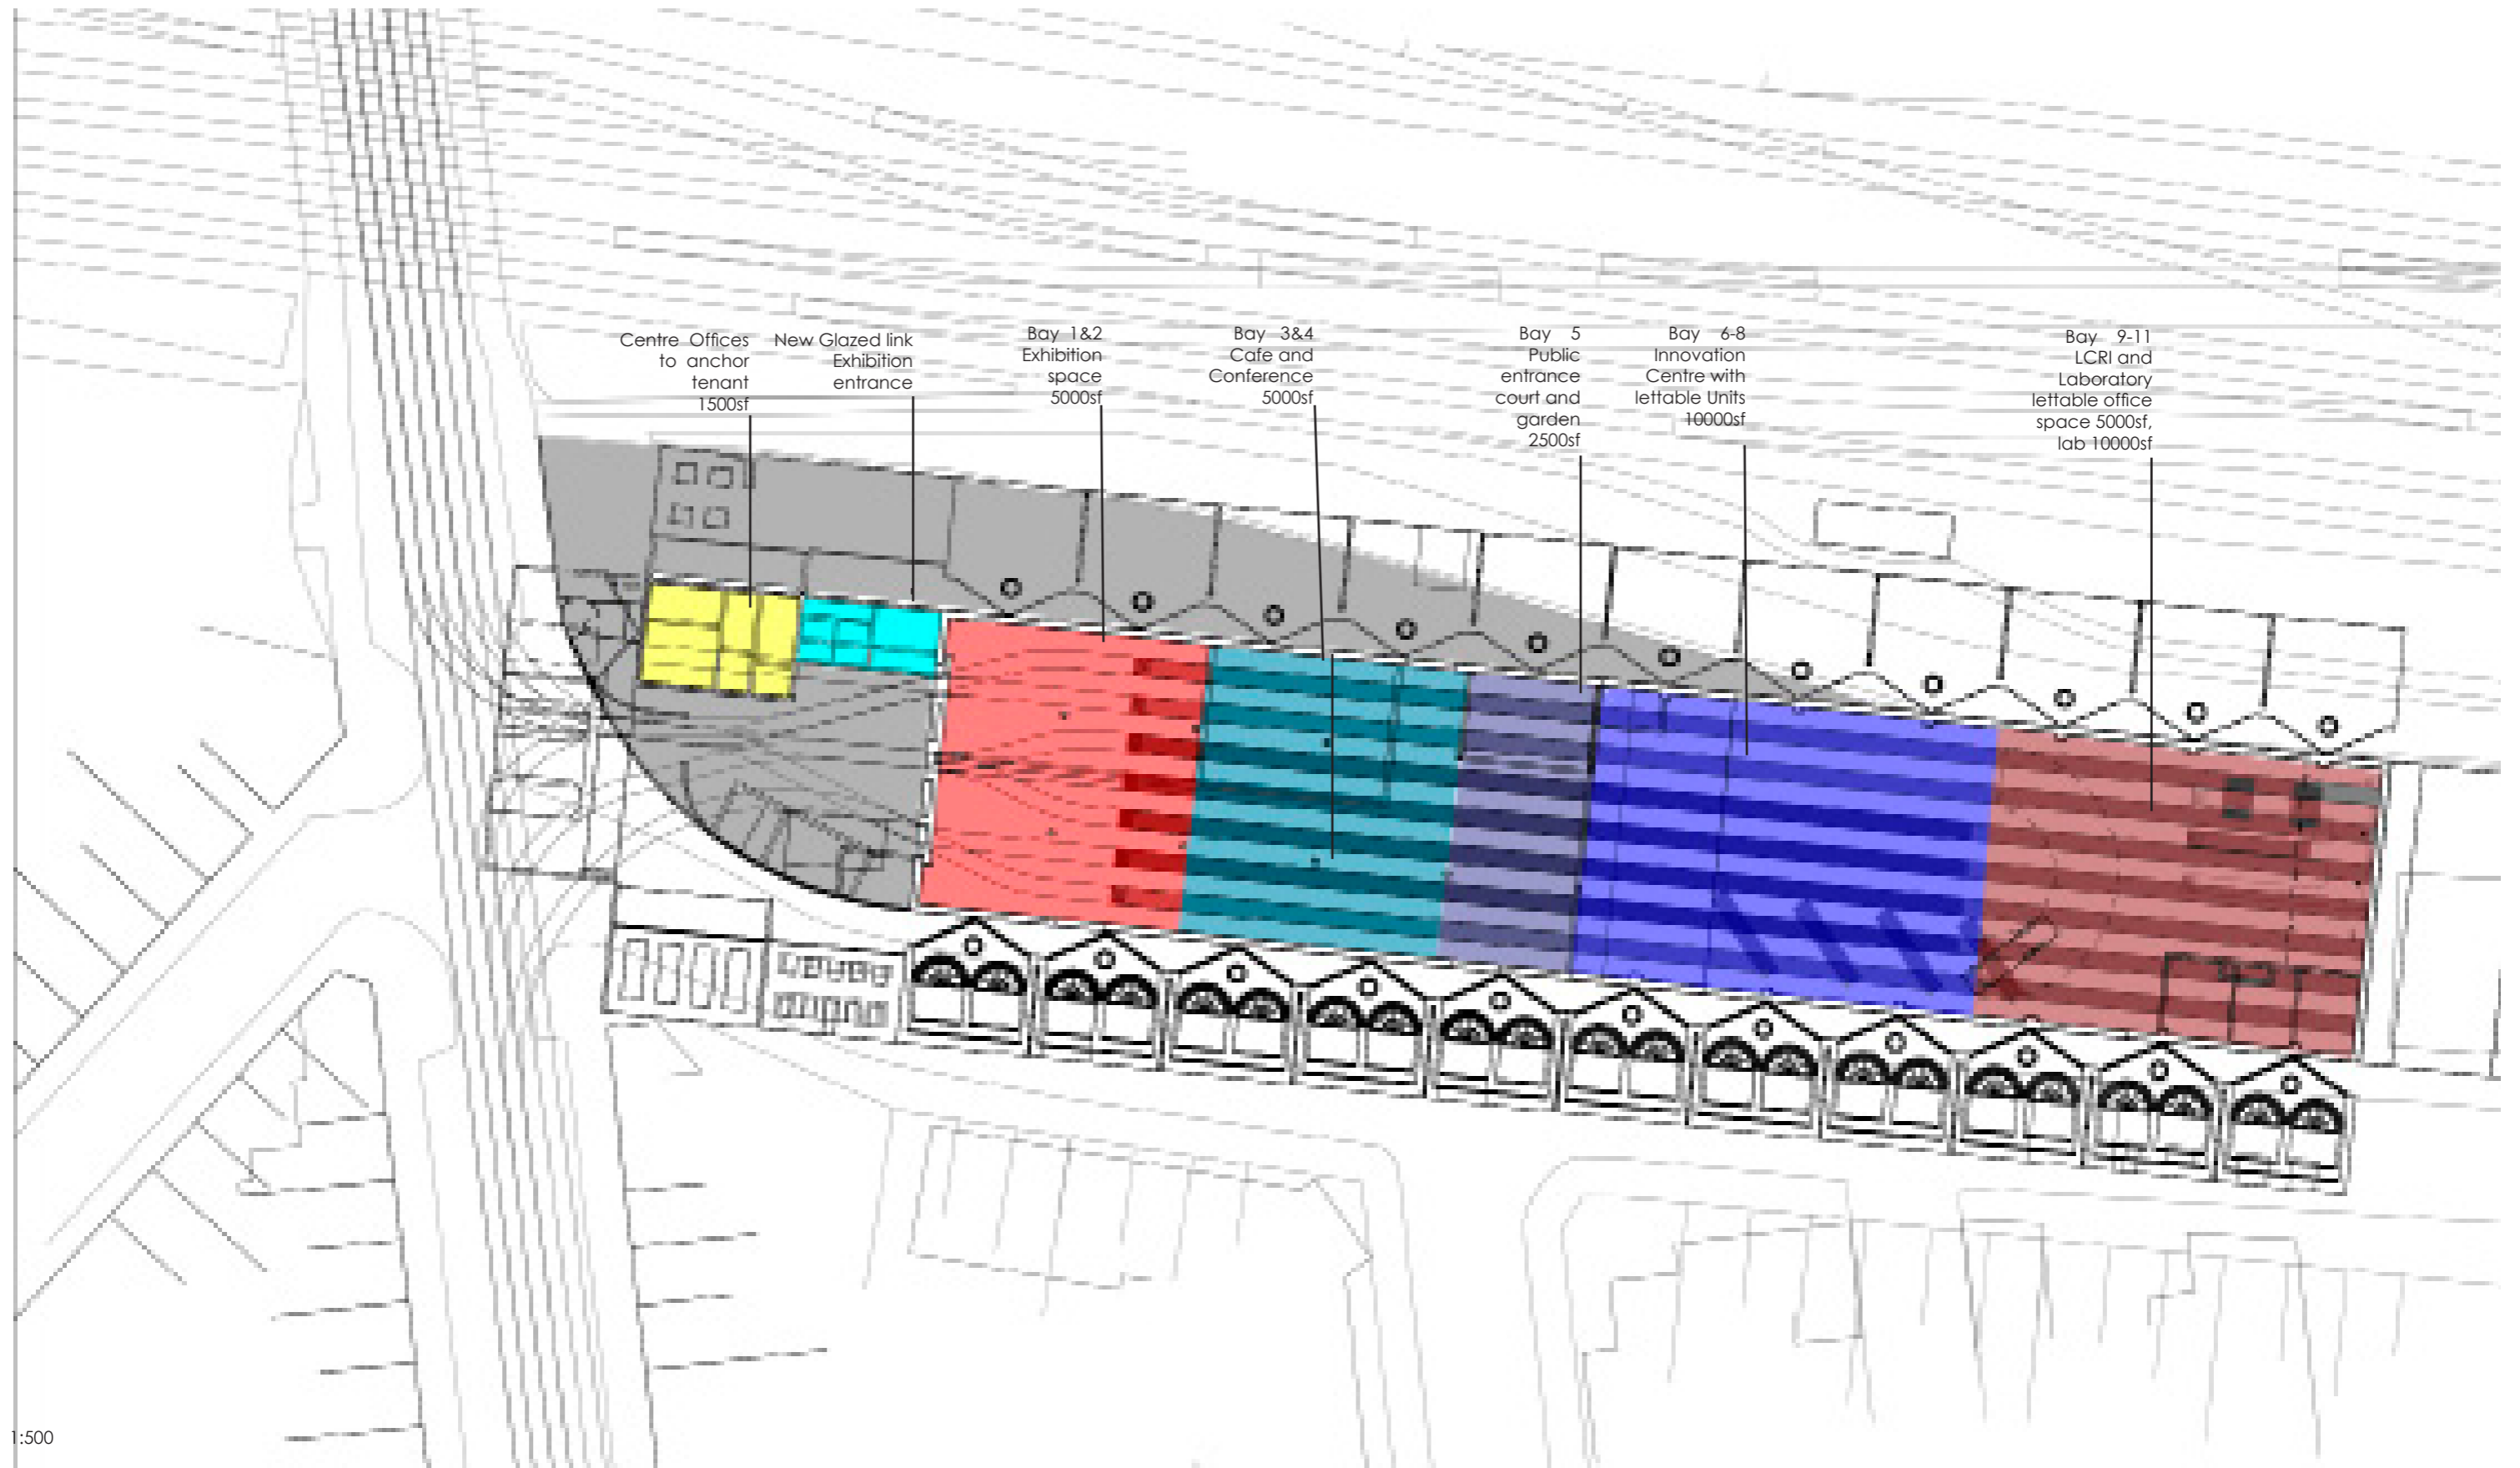 Centre Offices
to anchor
tenant
1500sf
New Glazed link
Exhibition
entrance
Bay 1&2
Exhibition
space
5000sf
Bay 3&4
Cafe and
Conference
5000sf
Bay 5
Public
entrance
court and
garden
2500sf
Bay 6-8
Innovation
Centre with
lettable Units
10000sf
Bay 9-11
LCRI and
Laboratory
lettable office
space 5000sf,
lab 10000sf
1:500